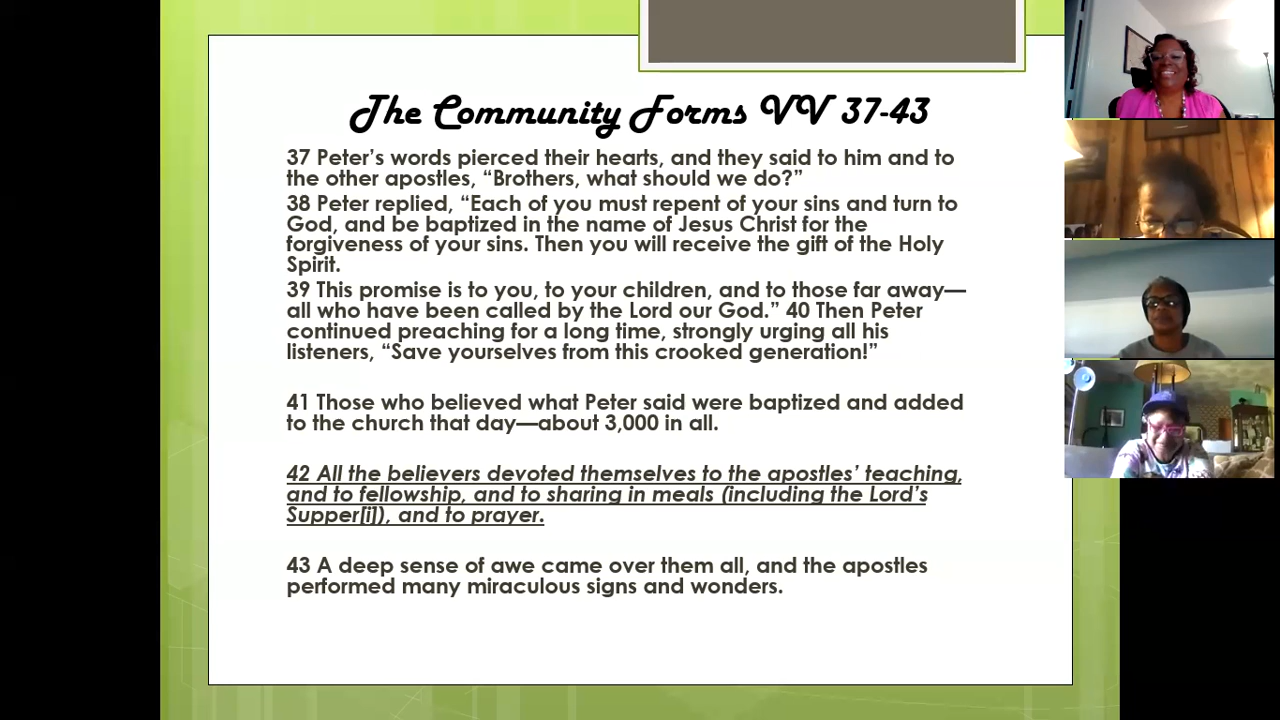 The Community Forms VV 37-43
37 Peter’s words pierced their hearts, and they said to him and to
the other apostles, “Brothers, what should we do?”
38 Peter replied, “Each of you must repent of your sins and turn to
God, and be baptized in the name of Jesus Christ for the
forgiveness of your sins. Then you will receive the gift of the Holy
Spirit.
39 This promise is to you, to your children, and to those far away—
all who have been called by the Lord our God.” 40 Then Peter
continued preaching for a long time, strongly urging all his
listeners, “Save yourselves from this crooked generation!”
41 Those who believed what Peter said were baptized and added
to the church that day—about 3,000 in all.
42 All the believers devoted themselves to the apostles’ teaching,
and to fellowship, and to sharing in meals (including the Lord’s
Supper[i]), and to prayer.
43 A deep sense of awe came over them all, and the apostles
performed many miraculous signs and wonders.